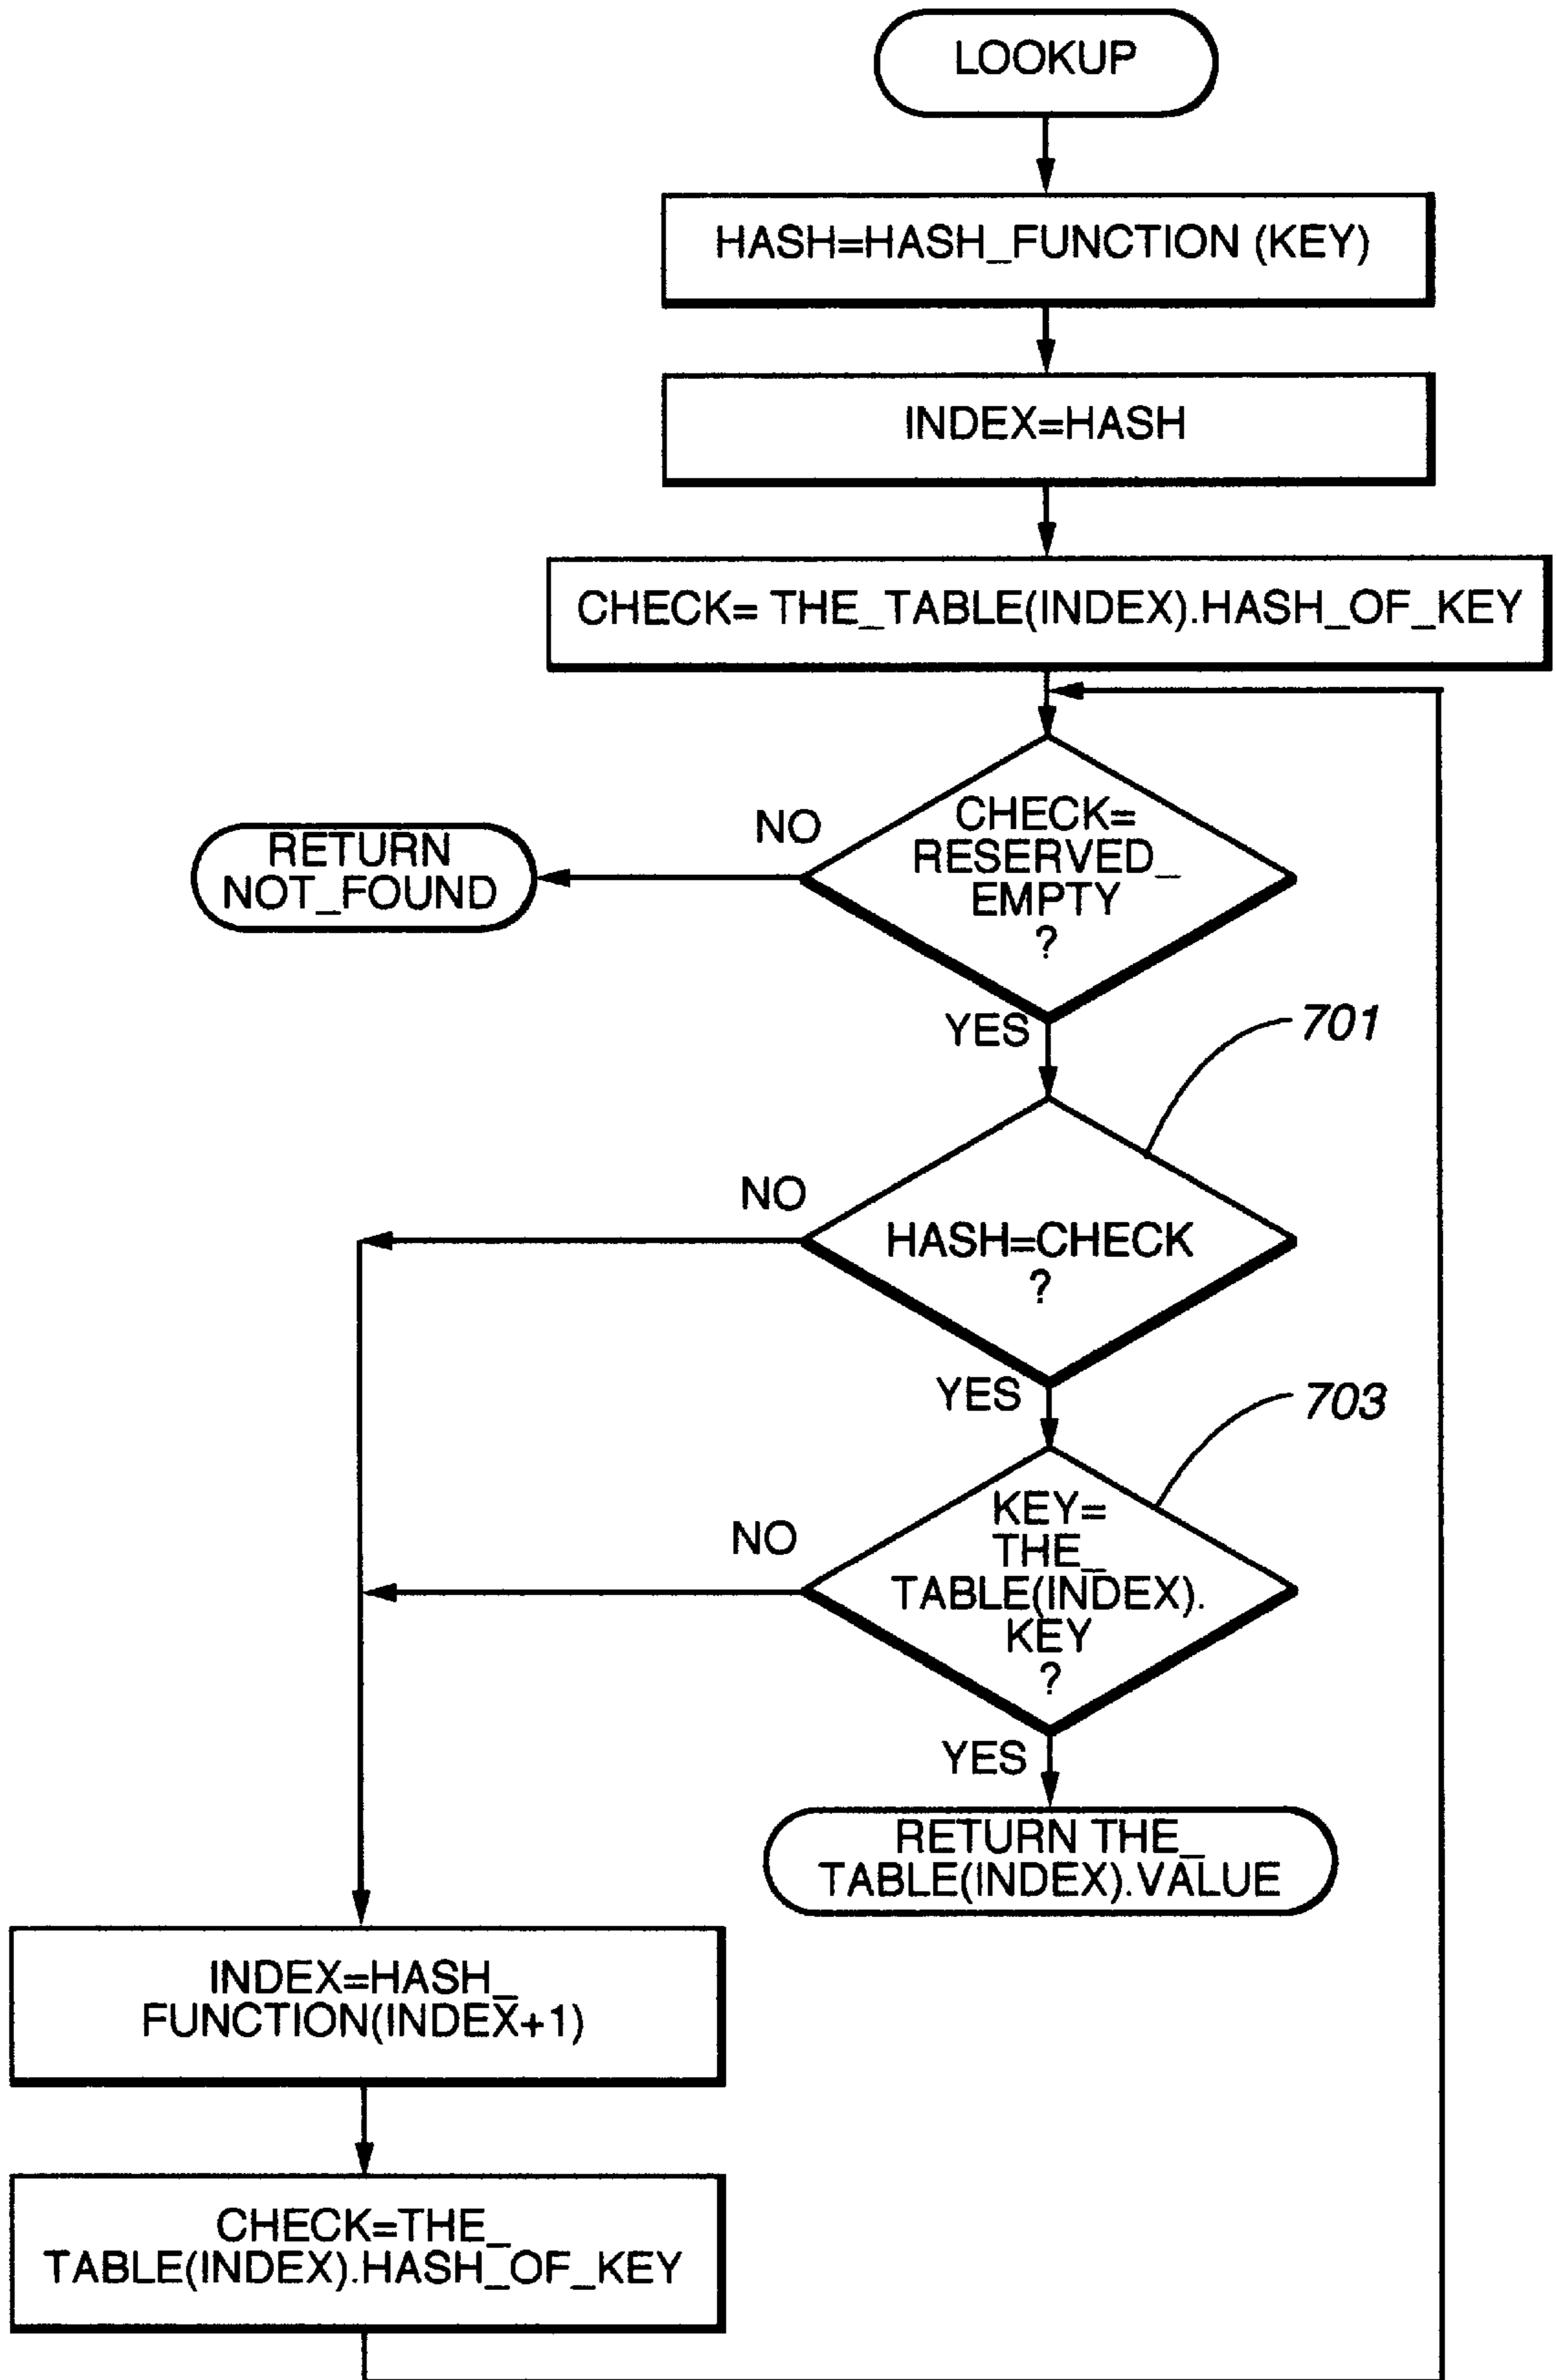 LOOKUP
HASH=HASH_FUNCTION (KEY)
INDEX=HASH
CHECK= THE_TABLE(INDEX).HASH_OF_KEY
CHECK=
RESERVED_
EMPTY
?
NO
RETURN
NOT_FOUND
YES
701
HASH=CHECK
?
NO
YES
703
KEY=
THE_
TABLE(INDEX).
KEY
?
NO
YES
RETURN THE_
TABLE(INDEX).VALUE
INDEX=HASH_
FUNCTION(INDEX+1)
CHECK=THE_
TABLE(INDEX).HASH_OF_KEY